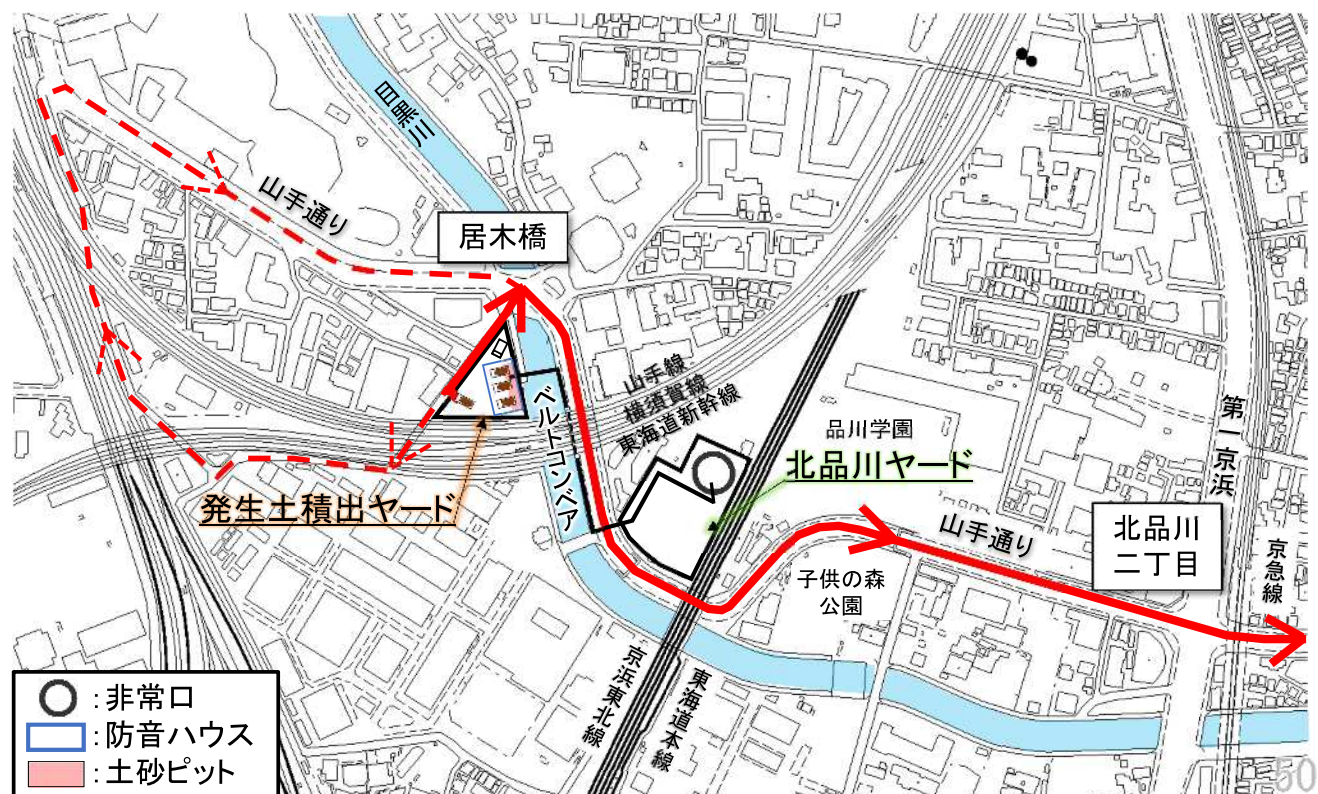 目黒川
山手通り
居木橋
山手線
横須賀線
東海道新幹線
ベルトコンベア
品川学園
北品川ヤード
第一京浜
発生土積出ヤード
山手通り
北品川
二丁目
京急線
子供の森
公園
京浜東北線
東海道本線
:非常口
:防音ハウス
:土砂ピット
50